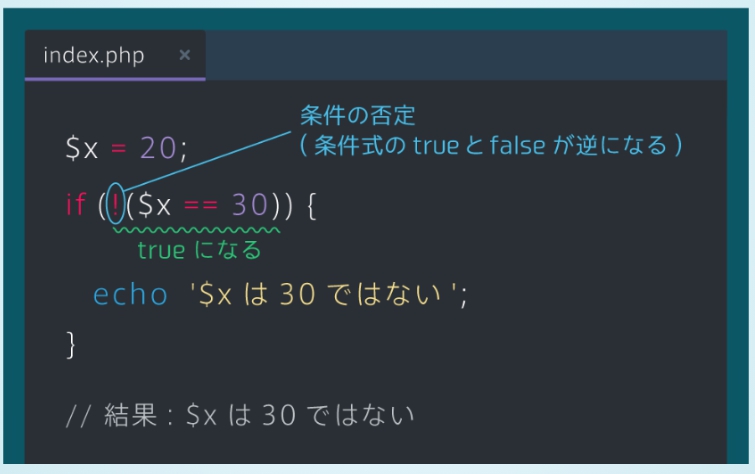 index.php ×
条件の否定
( 条件式の true と false が逆になる )
$x = 20;
if (!($x == 30)) {
true になる
echo '$x は 30 ではない ';
}
// 結果 : $x は 30 ではない